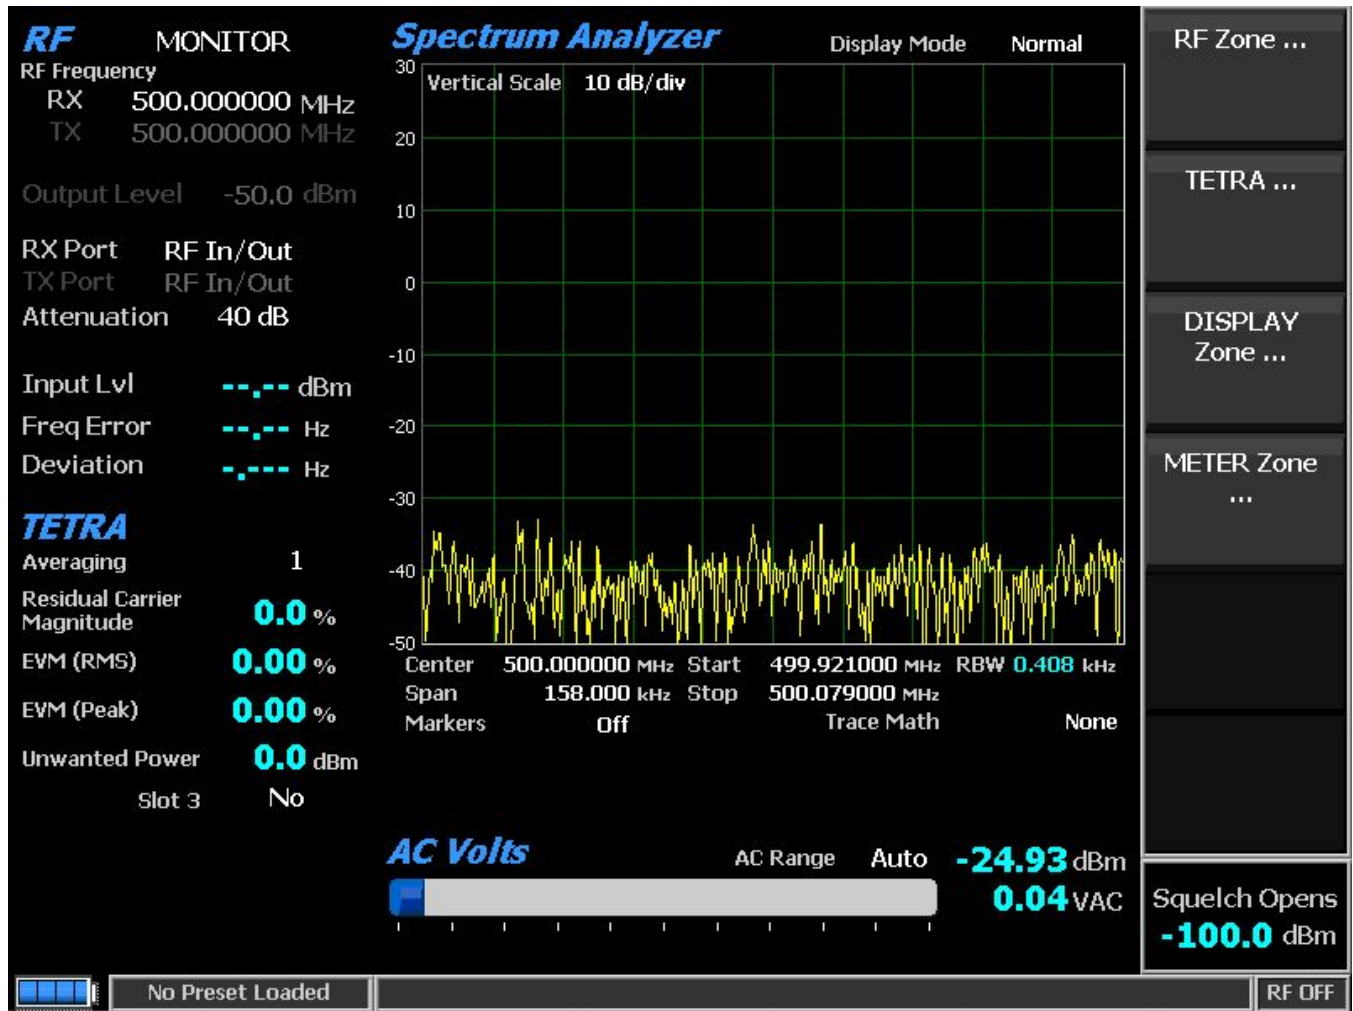 RF MONITOR
RF Frequency
RX 500.000000 MHz
TX 500.000000 MHz
Output Level -50.0 dBm
RX Port RF In/Out
TX Port RF In/Out
Attenuation 40 dB
Input Lvl --.-- dBm
Freq Error --.-- Hz
Deviation -.--- Hz
TETRA
Averaging 1
Residual Carrier
Magnitude 0.0 %
EVM (RMS) 0.00 %
EVM (Peak) 0.00 %
Unwanted Power 0.0 dBm
Slot 3 No
Spectrum Analyzer Display Mode Normal
Vertical Scale 10 dB/div
30
20
10
0
-10
-20
-30
-40
-50
Center 500.000000 MHz Start 499.921000 MHz RBW 0.408 kHz
Span 158.000 kHz Stop 500.079000 MHz
Markers Off Trace Math None
AC Volts AC Range Auto -24.93 dBm
0.04 VAC
RF Zone ...
TETRA ...
DISPLAY
Zone ...
METER Zone
...
Squelch Opens
-100.0 dBm
No Preset Loaded
RF OFF